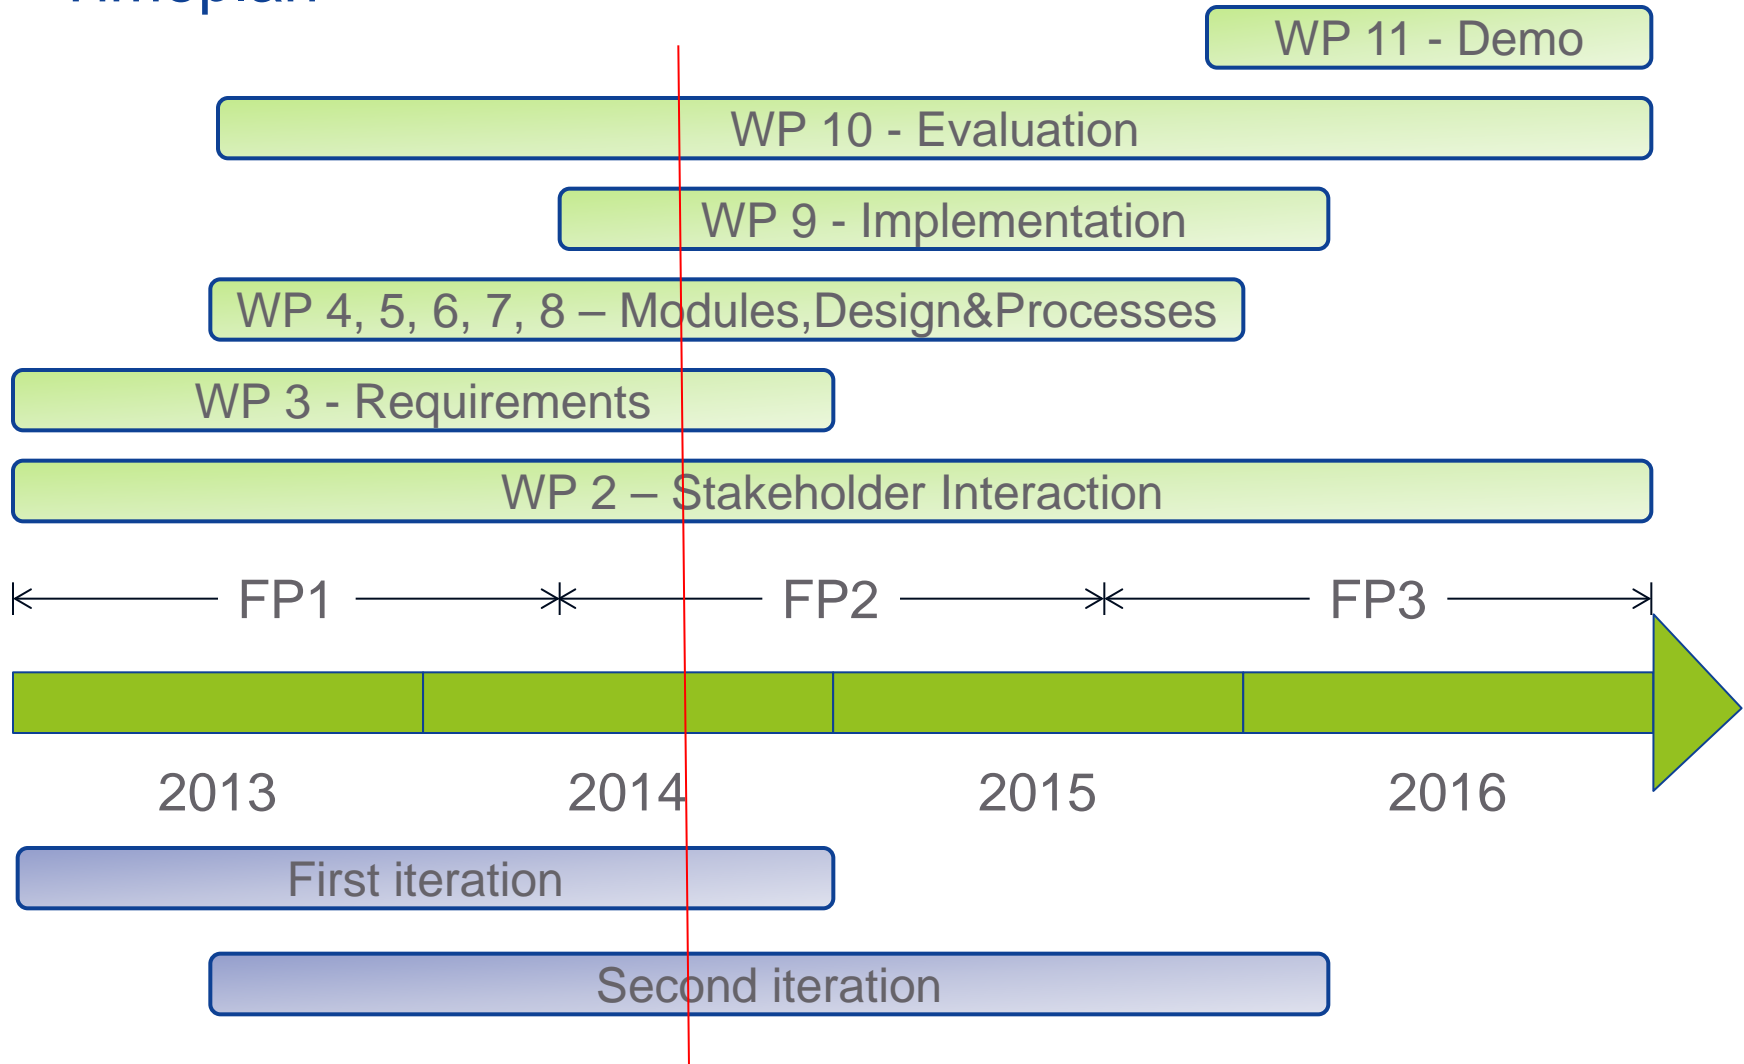 Timeplan
WP 11 - Demo
WP 10 - Evaluation
WP 9 - Implementation
WP 4, 5, 6, 7, 8 – Modules,Design&Processes
WP 3 - Requirements
WP 2 – Stakeholder Interaction
FP1 FP2 FP3
2013 2014 2015 2016
First iteration
Second iteration